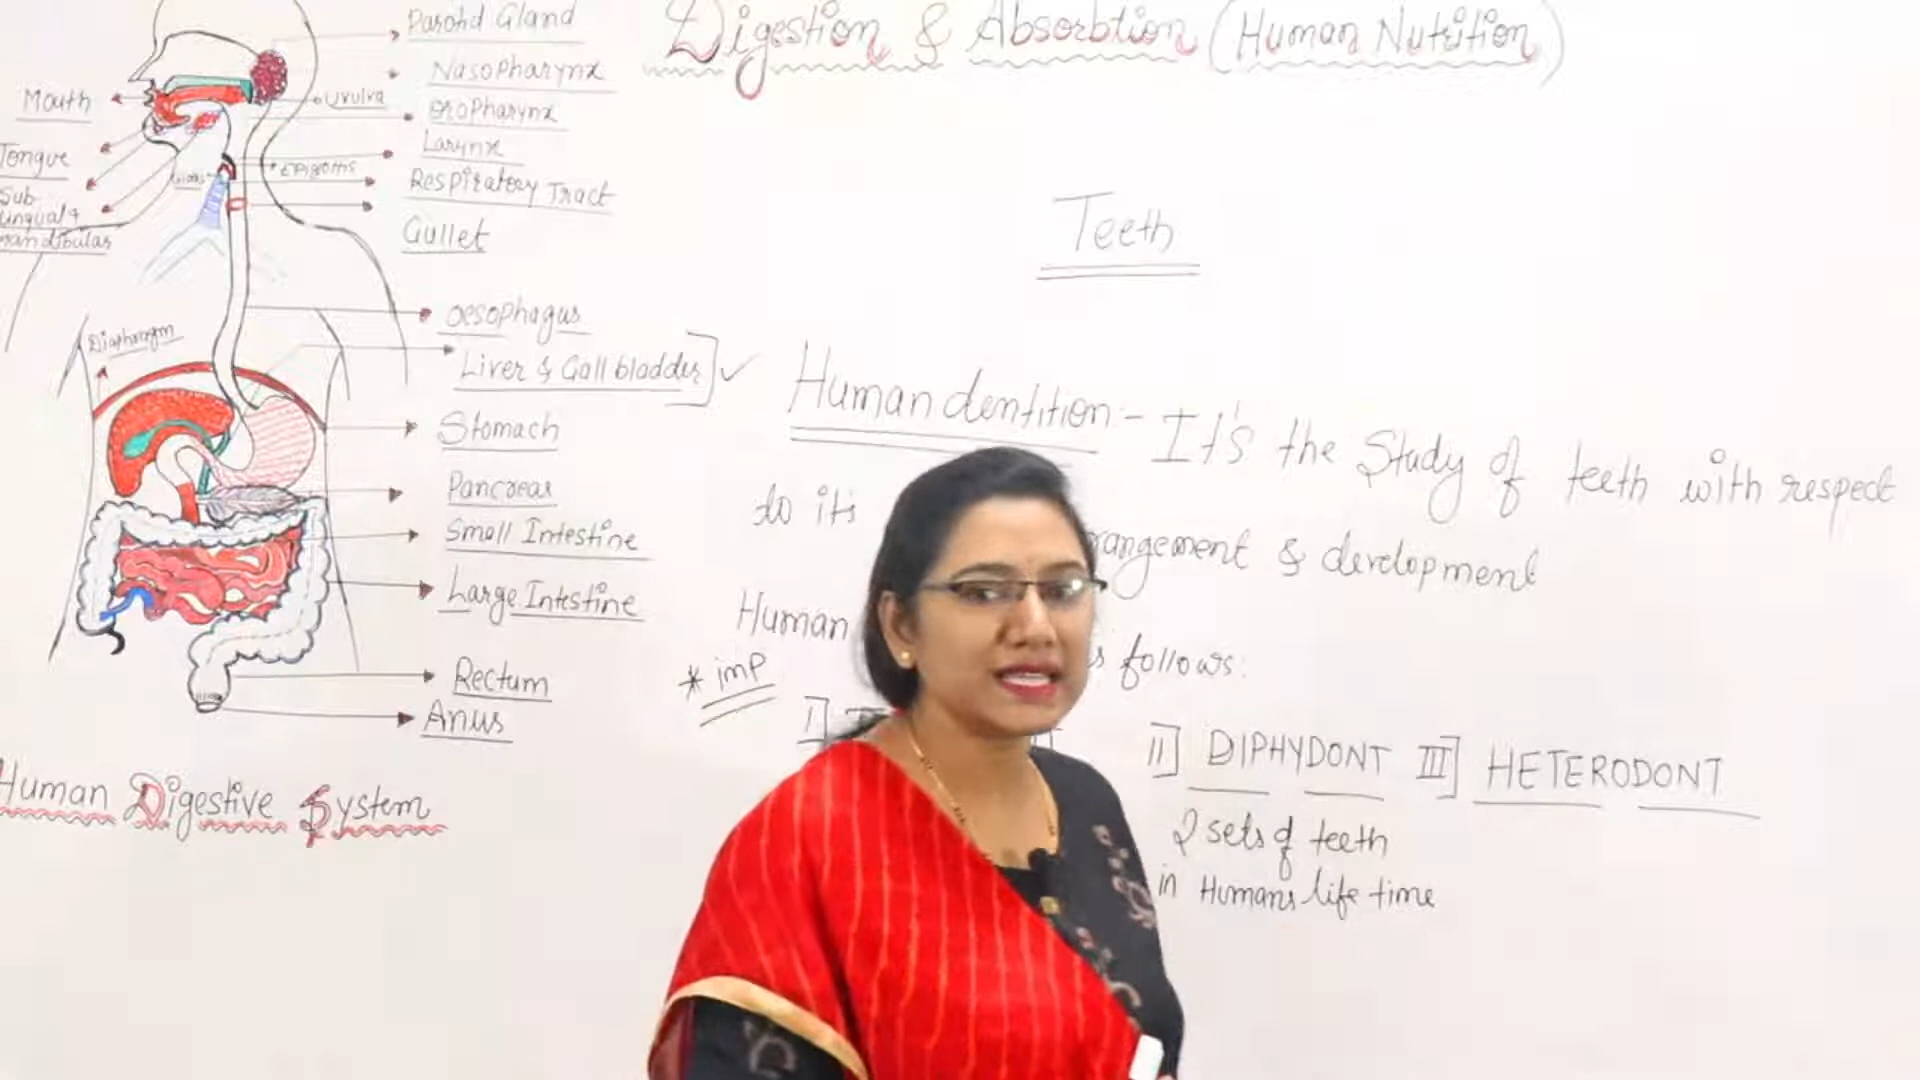 Digestion & Absorbtion (Human Nutrition)
Parotid Gland
Nasopharynx
Mouth
Uvulva
Oropharynx
Larynx
Tongue
Epiglottis
Respiratory Tract
Sub
lingual &
mandibular
Gullet
Teeth
Oesophagus
Diaphragm
Liver & Gall bladder
Stomach
Pancreas
Small Intestine
Large Intestine
Rectum
Anus
Human Digestive System
Human dentition:- It's the Study of teeth with respect
to its rangement & development
Human s follows:
* imp
I]
II] DIPHYDONT III] HETERODONT
2 sets of teeth
in Humans life time